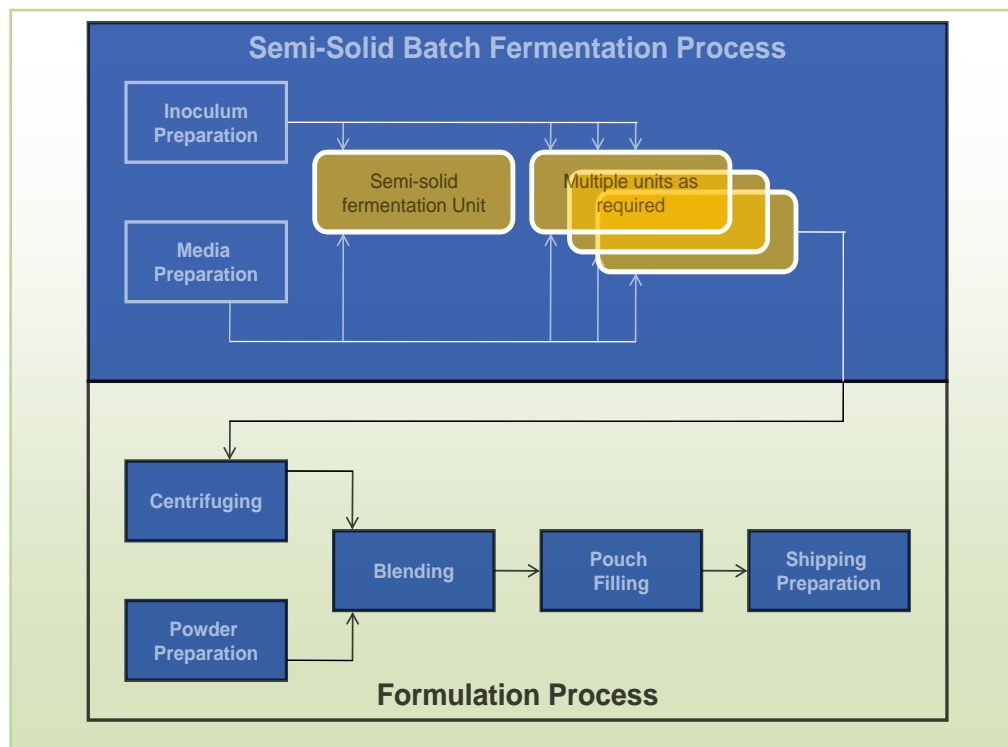 Semi-Solid Batch Fermentation Process
Inoculum
Preparation
Semi-solid
fermentation Unit
Multiple units as
required
Media
Preparation
Centrifuging
Blending
Pouch
Filling
Shipping
Preparation
Powder
Preparation
Formulation Process